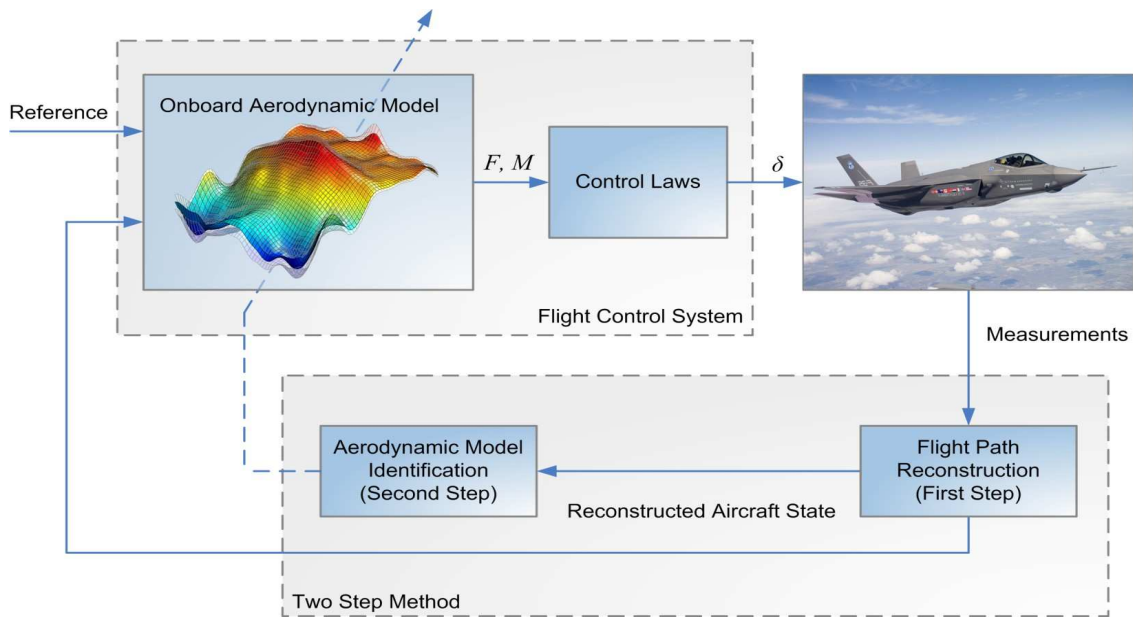 Onboard Aerodynamic Model
Reference
F, M
Control Laws
δ
Flight Control System
Measurements
Aerodynamic Model
Identification
(Second Step)
Flight Path
Reconstruction
(First Step)
Reconstructed Aircraft State
Two Step Method